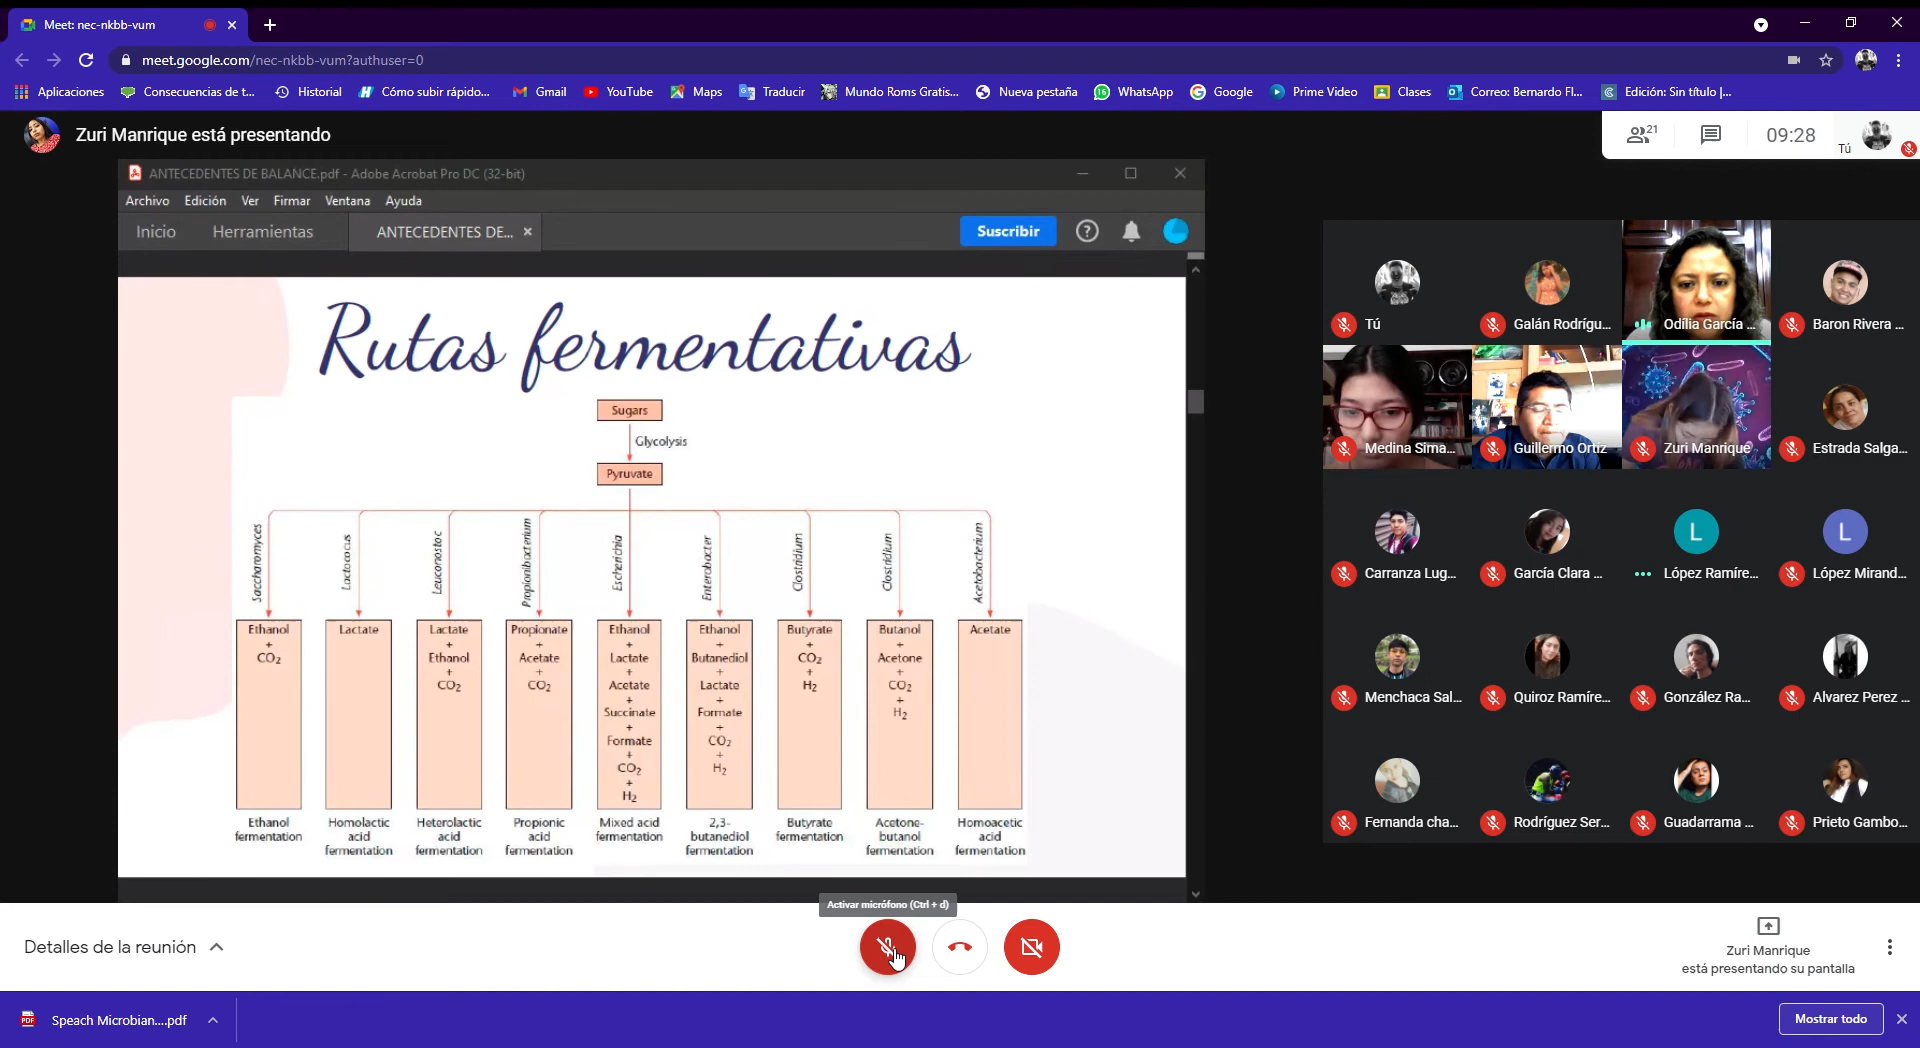 Meet: nec-nkbb-vum
meet.google.com/nec-nkbb-vum?authuser=0
Aplicaciones
Consecuencias de t...
Historial
Cómo subir rápido...
Gmail
YouTube
Maps
Traducir
Mundo Roms Gratis...
Nueva pestaña
WhatsApp
Google
Prime Video
Clases
Correo: Bernardo Fl...
Edición: Sin título |...
Zuri Manrique está presentando
21
09:28
Tú
ANTECEDENTES DE BALANCE.pdf - Adobe Acrobat Pro DC (32-bit)
Archivo Edición Ver Firmar Ventana Ayuda
Inicio
Herramientas
ANTECEDENTES DE...
Suscribir
Rutas fermentativas
Sugars
Glycolysis
Pyruvate
Saccharomyces
Lactococcus
Leuconostoc
Propionibacterium
Escherichia
Enterobacter
Clostridium
Clostridium
Acetobacterium
Ethanol
+
CO₂
Lactate
Lactate
+
Ethanol
+
CO₂
Propionate
+
Acetate
+
CO₂
Ethanol
+
Lactate
+
Acetate
+
Succinate
+
Formate
+
CO₂
+
H₂
Ethanol
+
Butanediol
+
Lactate
+
Formate
+
CO₂
+
H₂
Butyrate
+
CO₂
+
H₂
Butanol
+
Acetone
+
CO₂
+
H₂
Acetate
Ethanol
fermentation
Homolactic
acid
fermentation
Heterolactic
acid
fermentation
Propionic
acid
fermentation
Mixed acid
fermentation
2,3-
butanediol
fermentation
Butyrate
fermentation
Acetone-
butanol
fermentation
Homoacetic
acid
fermentation
Tú
Galán Rodrígu...
Odilia García ...
Baron Rivera ...
Medina Sima...
Guillermo Ortiz
Zuri Manrique
Estrada Salga...
Carranza Lug...
García Clara ...
L
López Ramíre...
L
López Mirand...
Menchaca Sal...
Quiroz Ramíre...
González Ra...
Alvarez Perez ...
Fernanda cha...
Rodríguez Ser...
Guadarrama ...
Prieto Gambo...
Activar micrófono (Ctrl + d)
Detalles de la reunión
Zuri Manrique
está presentando su pantalla
PDF
Speach Microbian....pdf
Mostrar todo